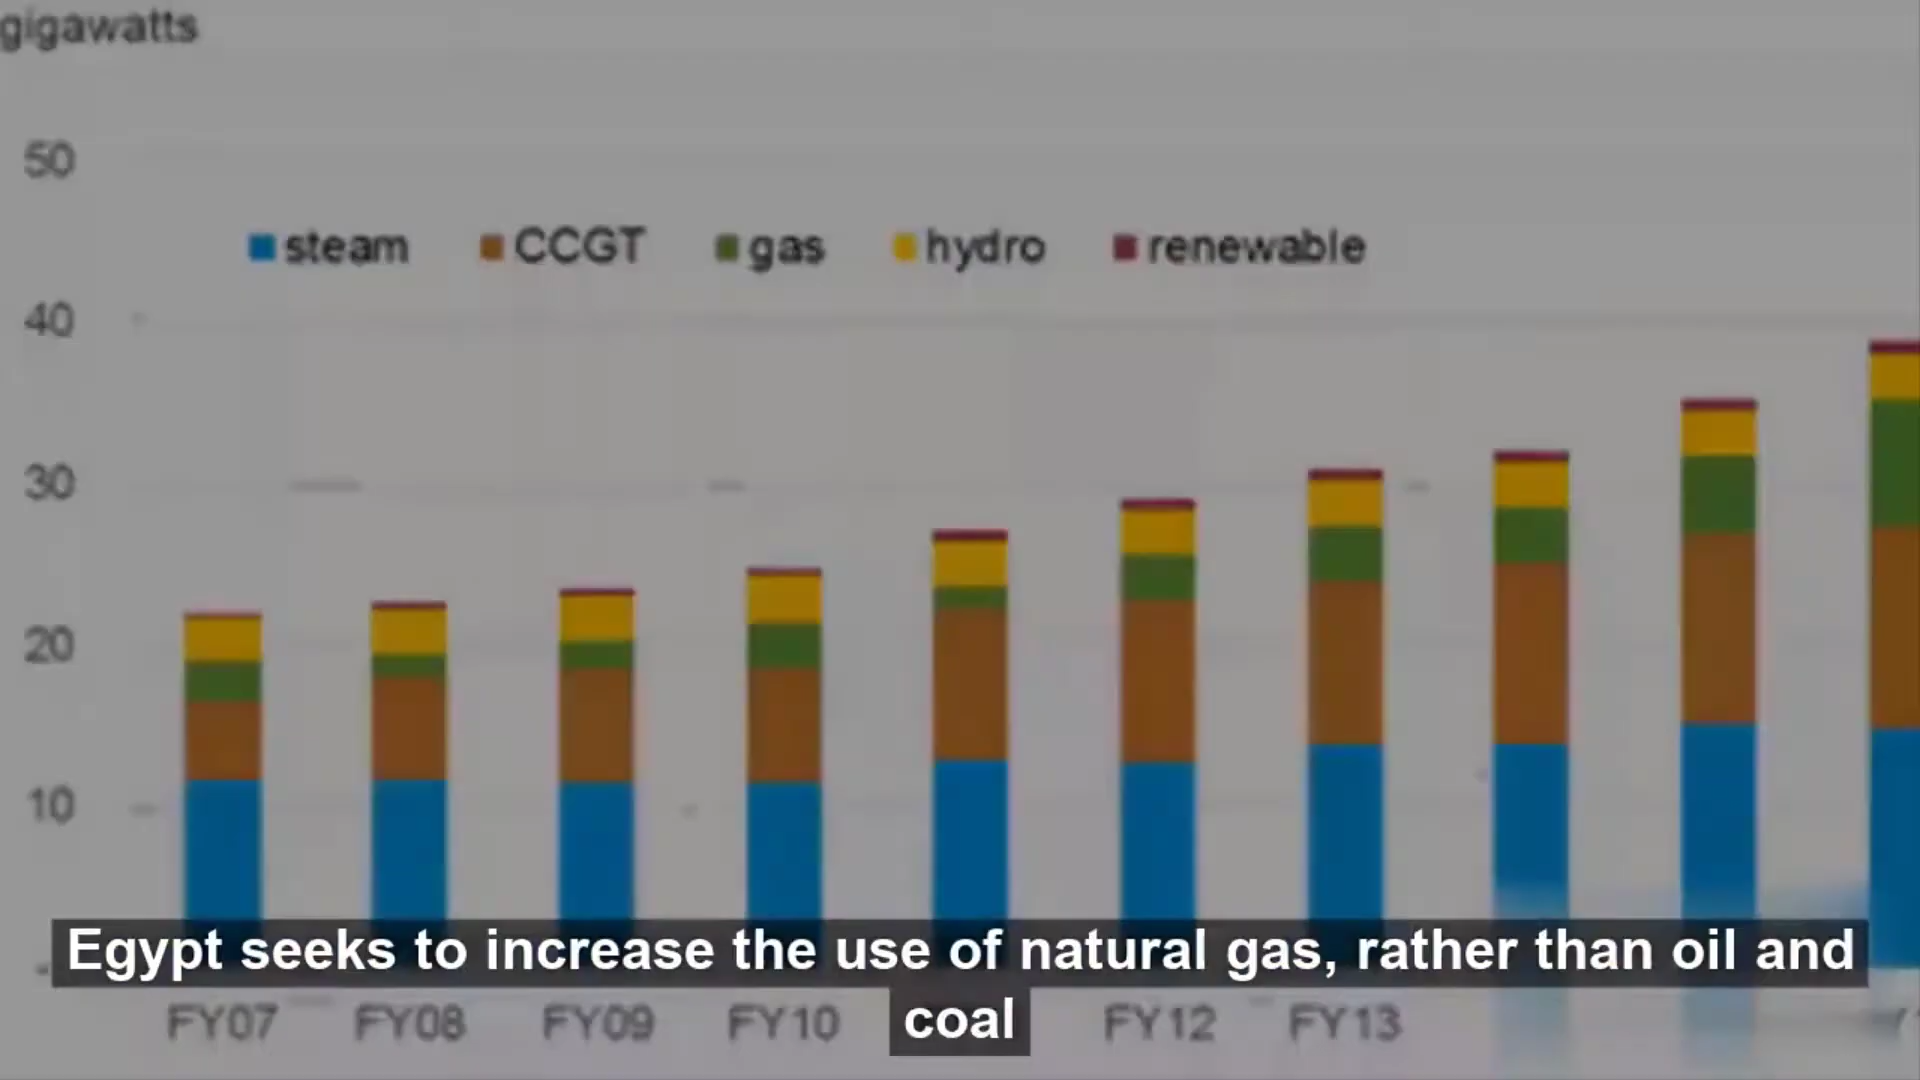 gigawatts
50
steam CCGT gas hydro renewable
40
30
20
10
Egypt seeks to increase the use of natural gas, rather than oil and
coal
FY07 FY08 FY09 FY10 FY12 FY13